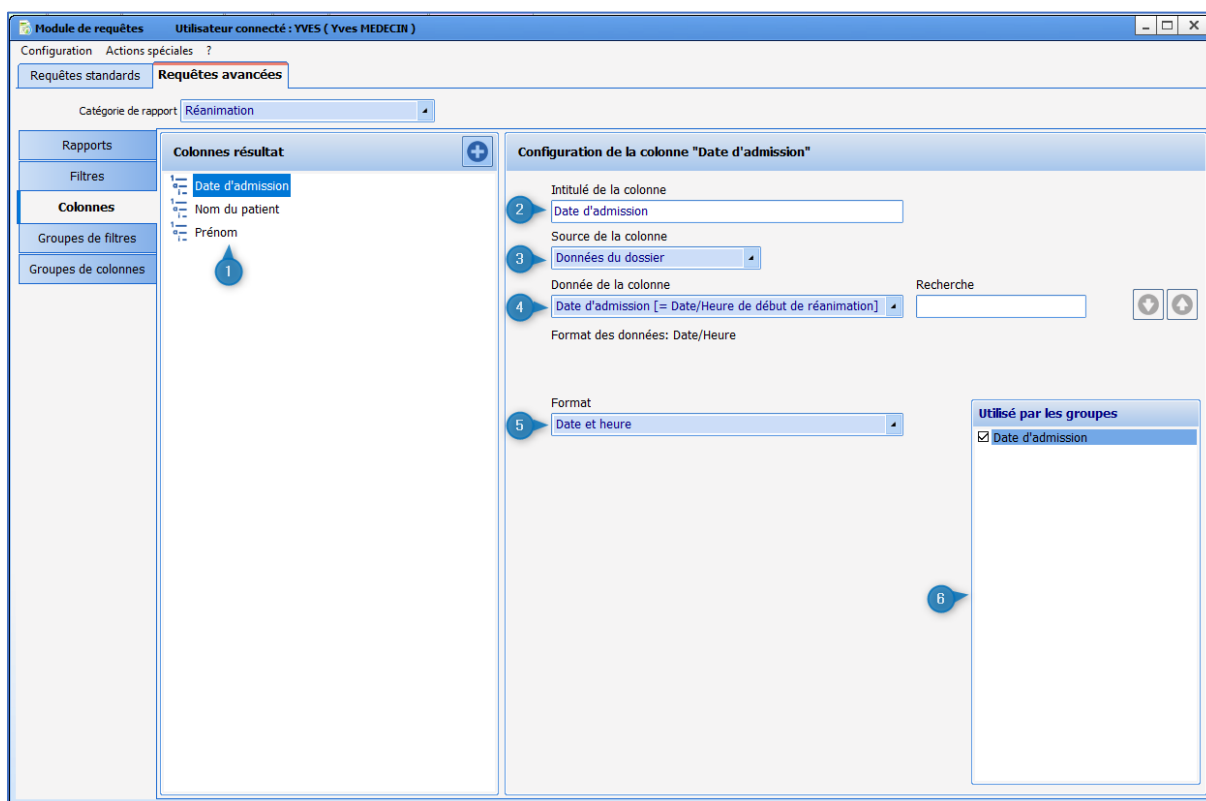 Module de requêtes Utilisateur connecté : YVES ( Yves MEDECIN )
Configuration Actions spéciales ?
Requêtes standards Requêtes avancées
Catégorie de rapport Réanimation
Rapports
Filtres
Colonnes
Groupes de filtres
Groupes de colonnes
Colonnes résultat
Date d'admission
Nom du patient
Prénom
1
Configuration de la colonne "Date d'admission"
Intitulé de la colonne
2 Date d'admission
Source de la colonne
3 Données du dossier
Donnée de la colonne Recherche
4 Date d'admission [= Date/Heure de début de réanimation]
Format des données: Date/Heure
Format
5 Date et heure
Utilisé par les groupes
Date d'admission
6